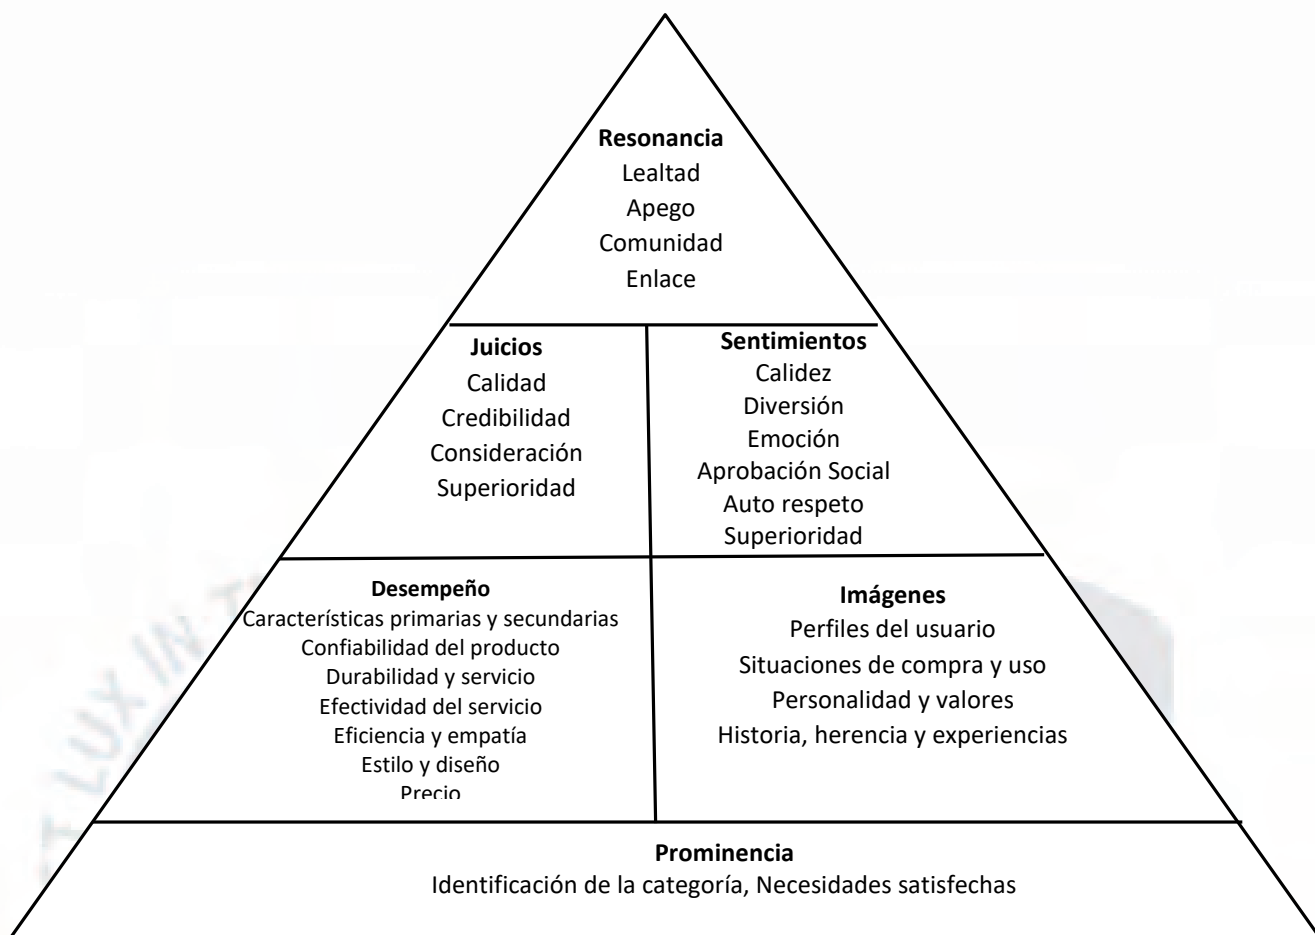 Resonancia
Lealtad
Apego
Comunidad
Enlace
Juicios
Calidad
Credibilidad
Consideración
Superioridad
Sentimientos
Calidez
Diversión
Emoción
Aprobación Social
Auto respeto
Superioridad
Desempeño
Características primarias y secundarias
Confiabilidad del producto
Durabilidad y servicio
Efectividad del servicio
Eficiencia y empatía
Estilo y diseño
Precio
Imágenes
Perfiles del usuario
Situaciones de compra y uso
Personalidad y valores
Historia, herencia y experiencias
Prominencia
Identificación de la categoría, Necesidades satisfechas
LUX IN